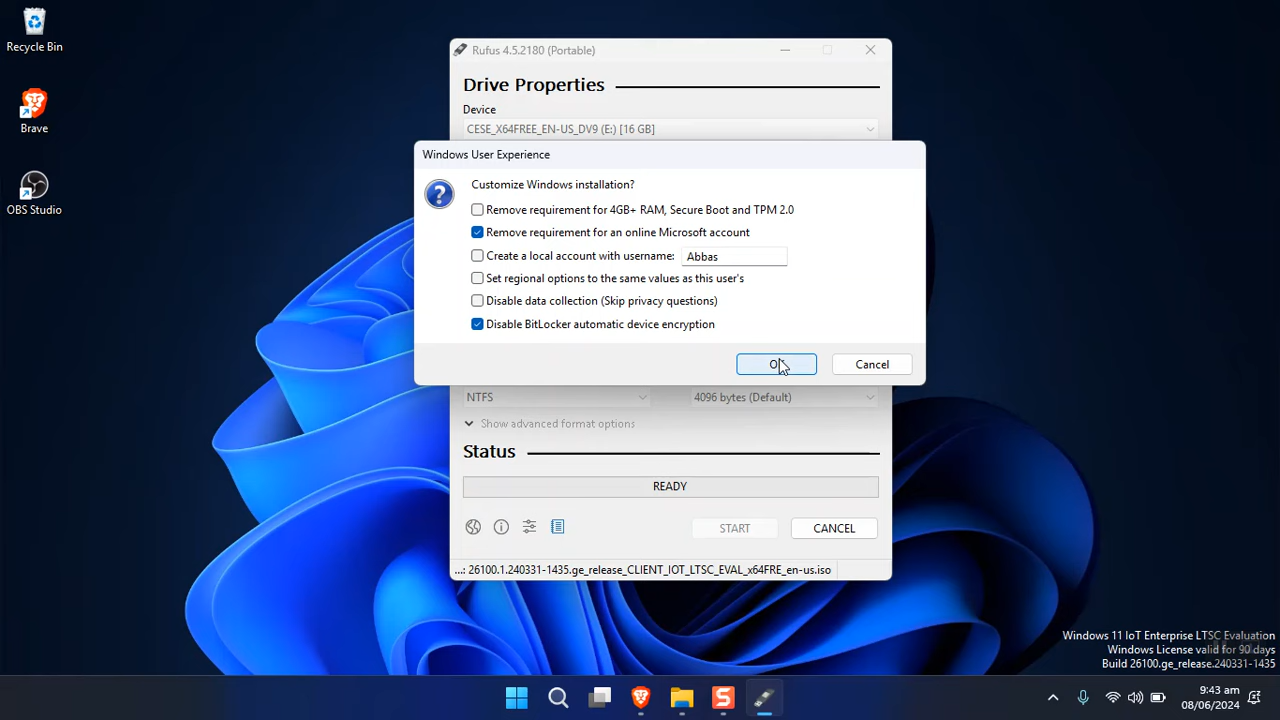 Recycle Bin
Brave
OBS Studio
Rufus 4.5.2180 (Portable)
Drive Properties
Device
CESE_X64FREE_EN-US_DV9 (E:) [16 GB]
Windows User Experience
Customize Windows installation?
Remove requirement for 4GB+ RAM, Secure Boot and TPM 2.0
Remove requirement for an online Microsoft account
Create a local account with username: Abbas
Set regional options to the same values as this user's
Disable data collection (Skip privacy questions)
Disable BitLocker automatic device encryption
OK Cancel
NTFS 4096 bytes (Default)
Show advanced format options
Status
READY
START CANCEL
...: 26100.1.240331-1435.ge_release_CLIENT_IOT_LTSC_EVAL_x64FRE_en-us.iso
Windows 11 IoT Enterprise LTSC Evaluation
Windows License valid for 90 days
Build 26100.ge_release.240331-1435
9:43 am
08/06/2024